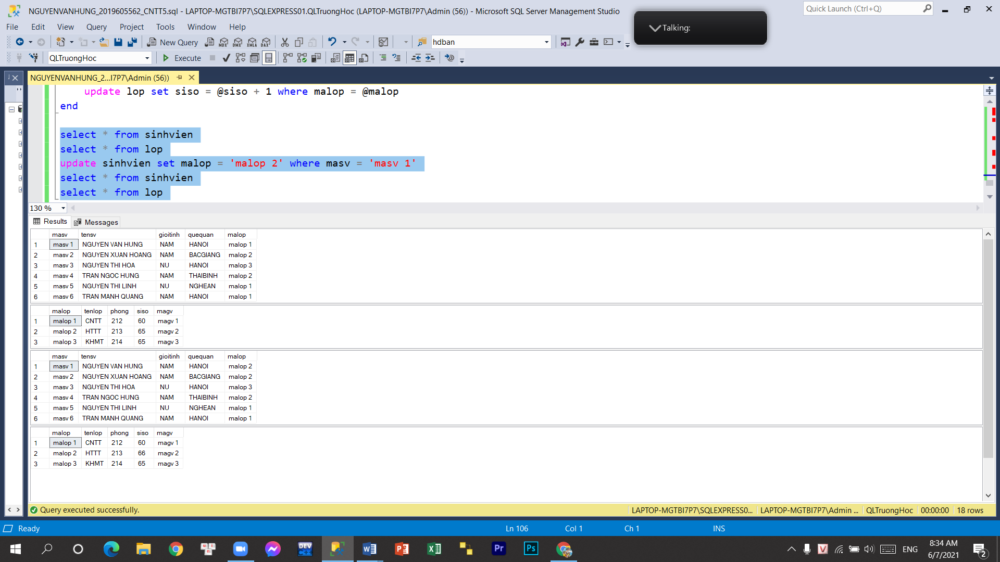 NGUYENVANHUNG_2019605562_CNTT5.sql - LAPTOP-MGTBI7P7\SQLEXPRESS01.QLTruongHoc (LAPTOP-MGTBI7P7\Admin (56)) - Microsoft SQL Server Management Studio
Quick Launch (Ctrl+Q)
File Edit View Query Project Tools Window Help
Talking:
New Query MDX DMX XMLA DAX hdban
QLTruongHoc Execute
NGUYENVANHUNG_2...I7P7\Admin (56))
update lop set siso = @siso + 1 where malop = @malop
end
select * from sinhvien
select * from lop
update sinhvien set malop = 'malop 2' where masv = 'masv 1'
select * from sinhvien
select * from lop
130 %
Results Messages
masv tensv gioitinh quequan malop
1 masv 1 NGUYEN VAN HUNG NAM HANOI malop 1
2 masv 2 NGUYEN XUAN HOANG NAM BACGIANG malop 2
3 masv 3 NGUYEN THI HOA NU HANOI malop 3
4 masv 4 TRAN NGOC HUNG NAM THAIBINH malop 2
5 masv 5 NGUYEN THI LINH NU NGHEAN malop 1
6 masv 6 TRAN MANH QUANG NAM HANOI malop 1
malop tenlop phong siso magv
1 malop 1 CNTT 212 60 magv 1
2 malop 2 HTTT 213 65 magv 2
3 malop 3 KHMT 214 65 magv 3
masv tensv gioitinh quequan malop
1 masv 1 NGUYEN VAN HUNG NAM HANOI malop 2
2 masv 2 NGUYEN XUAN HOANG NAM BACGIANG malop 2
3 masv 3 NGUYEN THI HOA NU HANOI malop 3
4 masv 4 TRAN NGOC HUNG NAM THAIBINH malop 2
5 masv 5 NGUYEN THI LINH NU NGHEAN malop 1
6 masv 6 TRAN MANH QUANG NAM HANOI malop 1
malop tenlop phong siso magv
1 malop 1 CNTT 212 60 magv 1
2 malop 2 HTTT 213 66 magv 2
3 malop 3 KHMT 214 65 magv 3
Query executed successfully. LAPTOP-MGTBI7P7\SQLEXPRESS0... LAPTOP-MGTBI7P7\Admin ... QLTruongHoc 00:00:00 18 rows
Ready Ln 106 Col 1 Ch 1 INS
DEV C++ Pr Ps ENG 8:34 AM
6/7/2021 2